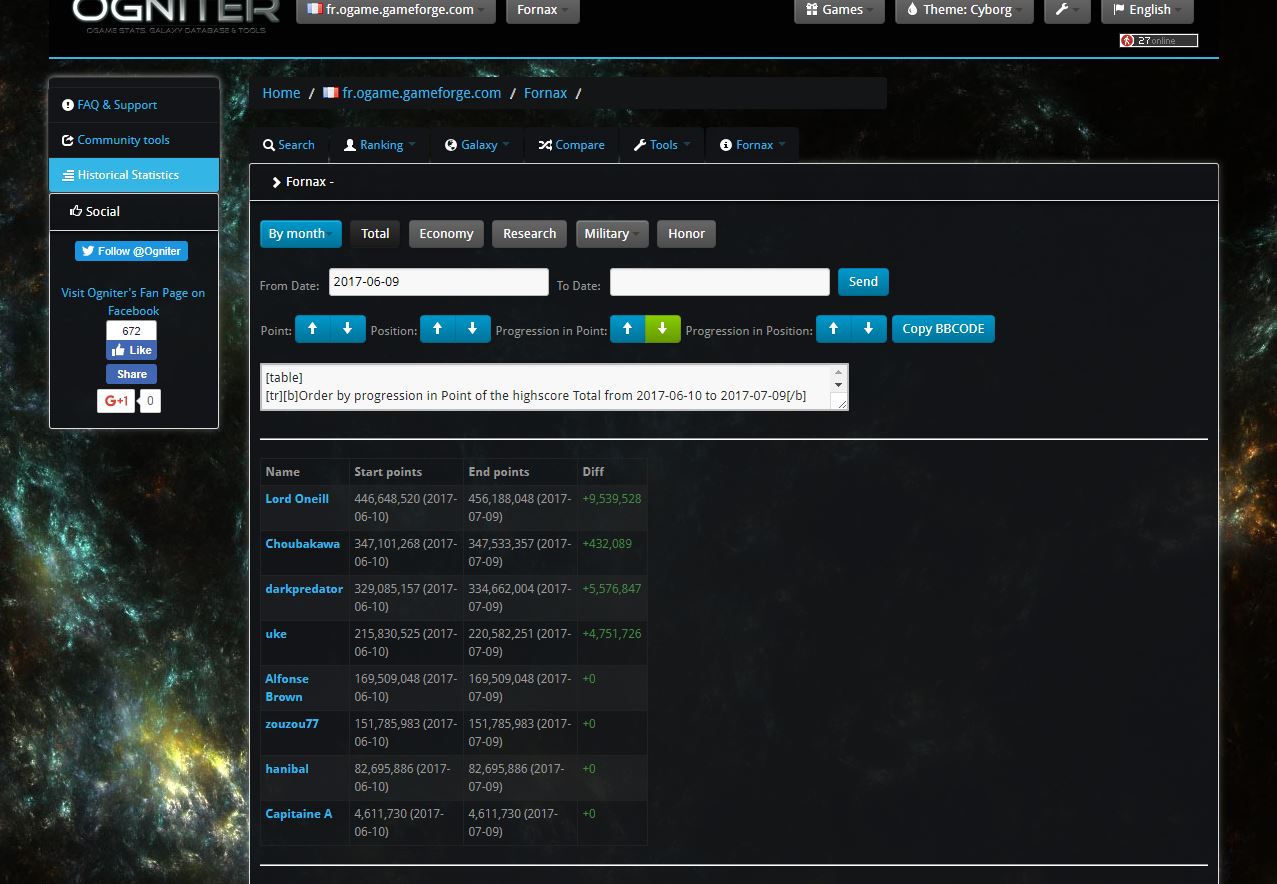 OGNITER
OGAME STATS, GALAXY DATABASE & TOOLS
fr.ogame.gameforge.com
Fornax
Games
Theme: Cyborg
English
27 online
FAQ & Support
Community tools
Historical Statistics
Social
Follow @Ogniter
Visit Ogniter's Fan Page on
Facebook
672
Like
Share
G+1 0
Home / fr.ogame.gameforge.com / Fornax /
Search Ranking Galaxy Compare Tools Fornax
Fornax -
By month Total Economy Research Military Honor
From Date: 2017-06-09 To Date: Send
Point: Position: Progression in Point: Progression in Position: Copy BBCODE
[table]
[tr][b]Order by progression in Point of the highscore Total from 2017-06-10 to 2017-07-09[/b]
Name Start points End points Diff
Lord Oneill 446,648,520 (2017- 456,188,048 (2017- +9,539,528
06-10) 07-09)
Choubakawa 347,101,268 (2017- 347,533,357 (2017- +432,089
06-10) 07-09)
darkpredator 329,085,157 (2017- 334,662,004 (2017- +5,576,847
06-10) 07-09)
uke 215,830,525 (2017- 220,582,251 (2017- +4,751,726
06-10) 07-09)
Alfonse 169,509,048 (2017- 169,509,048 (2017- +0
Brown 06-10) 07-09)
zouzou77 151,785,983 (2017- 151,785,983 (2017- +0
06-10) 07-09)
hanibal 82,695,886 (2017- 82,695,886 (2017- +0
06-10) 07-09)
Capitaine A 4,611,730 (2017- 4,611,730 (2017- +0
06-10) 07-09)